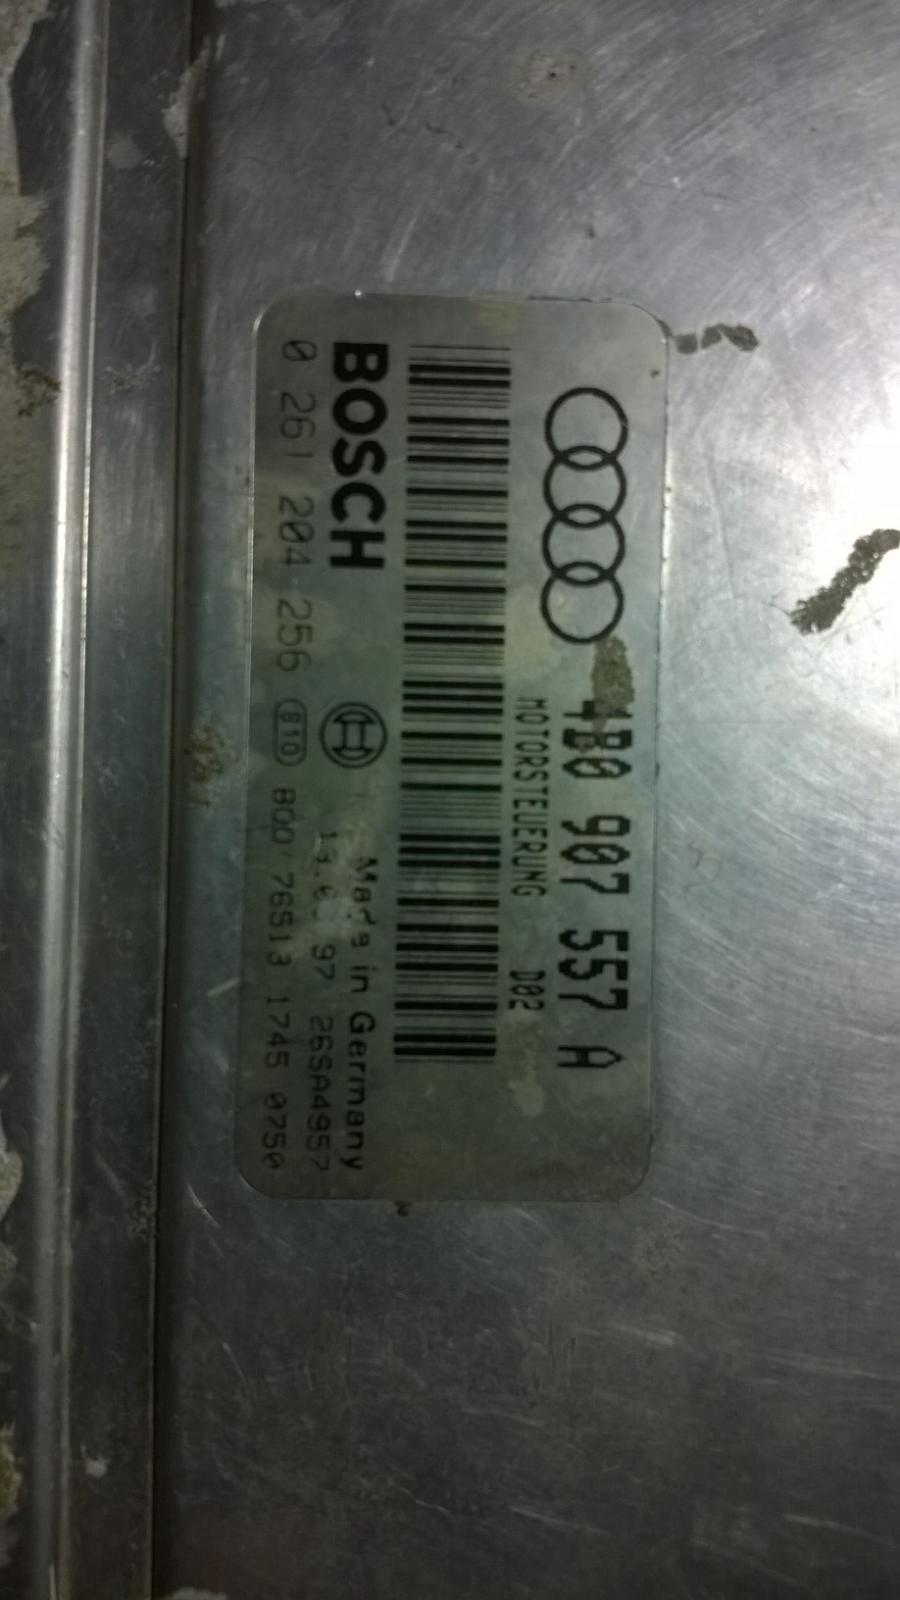 4B0 907 557 A
MOTORSTEUERUNG D02
BOSCH
Made in Germany
97 26SA4957
0 261 204 256 810 B00 76513 1745 0750